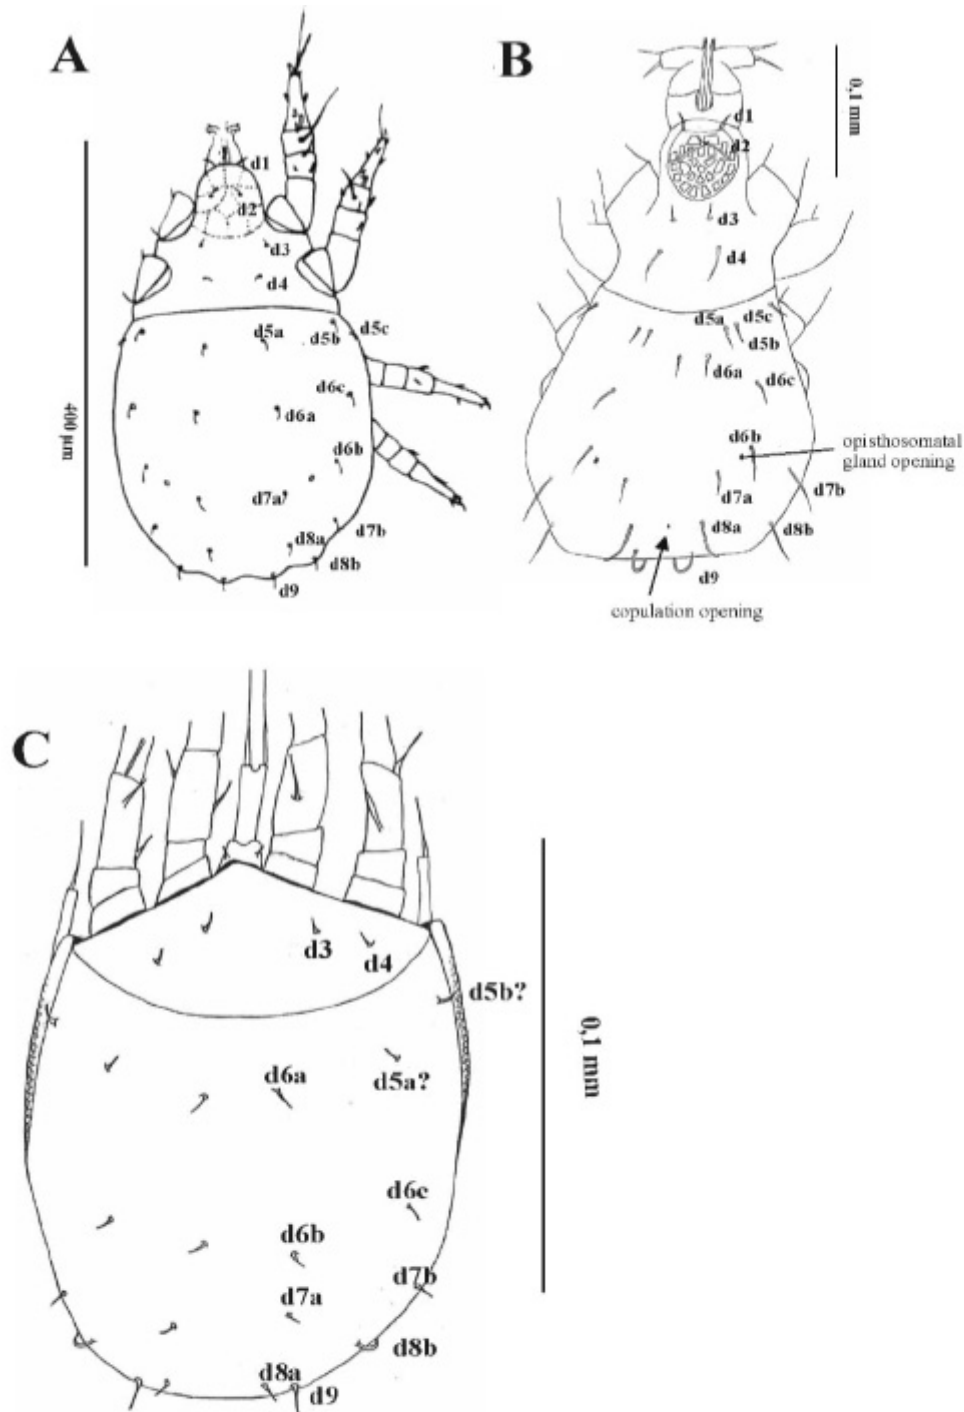 A
d1
d2
d3
d4
d5a
d5b
d5c
d6c
d6a
d6b
d7a
d7b
d8a
d8b
d9
400 µm
B
0,1 mm
d1
d2
d3
d4
d5a
d5c
d5b
d6a
d6c
d6b
opisthosomatal
gland opening
d7a
d7b
d8a
d8b
d9
copulation opening
C
d3
d4
d5b?
d6a
d5a?
0,1 mm
d6c
d6b
d7b
d7a
d8b
d8a
d9